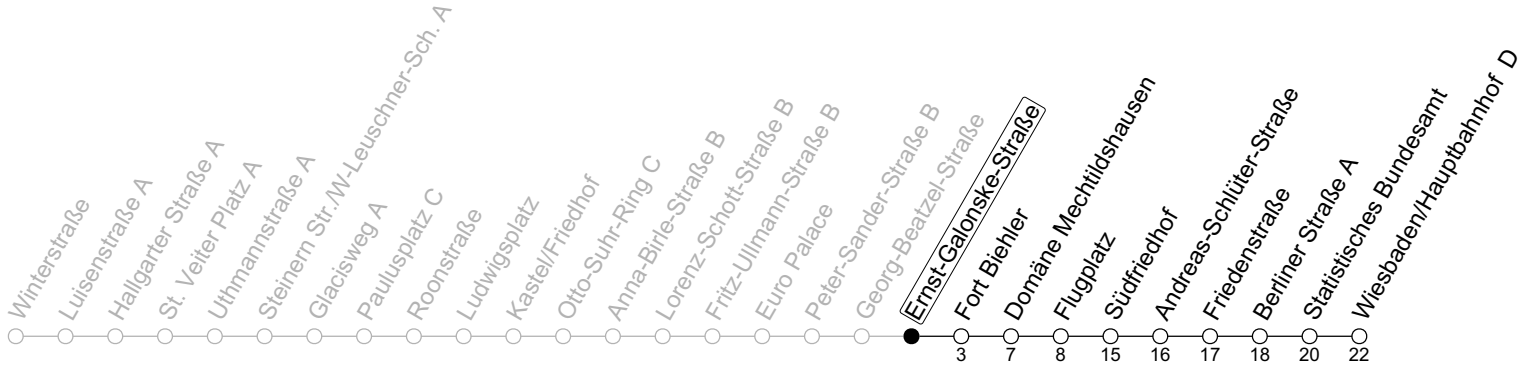 Winterstraße
Luisenstraße A
Hallgarter Straße A
St. Veiter Platz A
Uthmannstraße A
Steinern Str./W-Leuschner-Sch. A
Glacisweg A
Paulusplatz C
Roonstraße
Ludwigsplatz
Kastel/Friedhof
Otto-Suhr-Ring C
Anna-Birle-Straße B
Lorenz-Schott-Straße B
Fritz-Ullmann-Straße B
Euro Palace
Peter-Sander-Straße B
Georg-Beatzel-Straße
Ernst-Galonske-Straße
Fort Biehler
Domäne Mechtildshausen
Flugplatz
Südfriedhof
Andreas-Schlüter-Straße
Friedenstraße
Berliner Straße A
Statistisches Bundesamt
Wiesbaden/Hauptbahnhof D
3 7 8 15 16 17 18 20 22